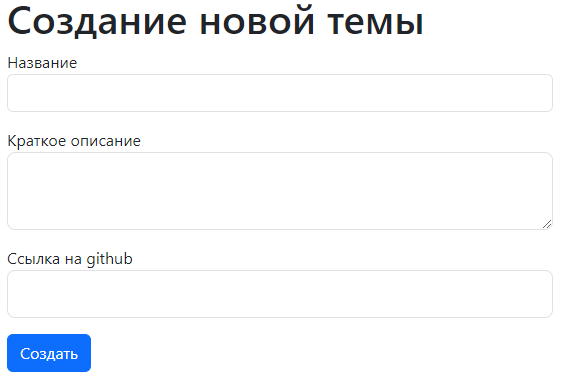 Создание новой темы
Название
Краткое описание
Ссылка на github
Создать